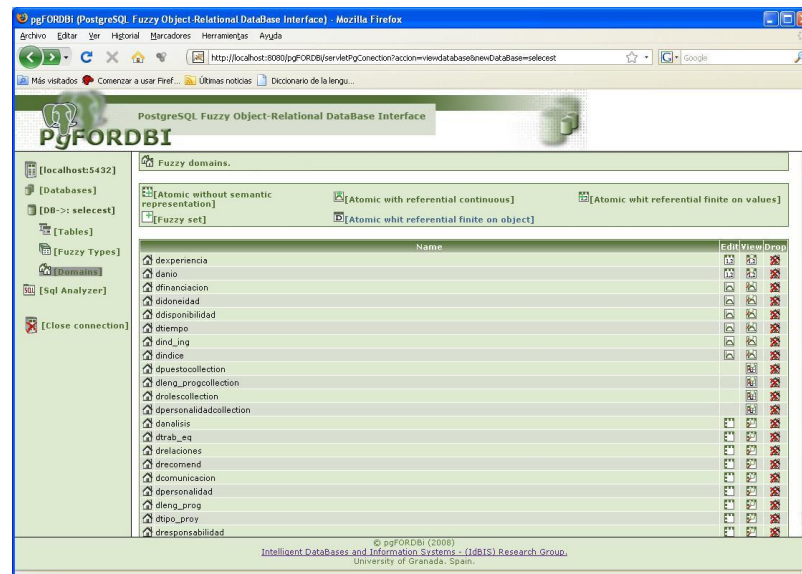 pgFORDBi (PostgreSQL Fuzzy Object-Relational DataBase Interface) - Mozilla Firefox
Archivo Editar Ver Historial Marcadores Herramientas Ayuda
http://localhost:8080/pgFORDBi/servletPgConection?accion=viewdatabase&newDataBase=selecest
Google
Más visitados Comenzar a usar Firef... Últimas noticias Diccionario de la lengu...
PostgreSQL Fuzzy Object-Relational DataBase Interface
PgFORDBI
[localhost:5432]
[Databases]
[DB->: selecest]
[Tables]
[Fuzzy Types]
[Domains]
SQL [Sql Analyzer]
[Close connection]
Fuzzy domains.
[Atomic without semantic representation]
[Atomic with referential continuous]
[Atomic whit referential finite on values]
[Fuzzy set]
[Atomic whit referential finite on object]
Name Edit View Drop
dexperiencia
danio
dfinanciacion
didoneidad
ddisponibilidad
dtiempo
dind_ing
dindice
dpuestocollection
dleng_progcollection
drolescollection
dpersonalidadcollection
danalisis
dtrab_eq
drelaciones
drecomend
dcomunicacion
dpersonalidad
dleng_prog
dtipo_proy
dresponsabilidad
© pgFORDBi (2008)
Intelligent DataBases and Information Systems - (IdBIS) Research Group.
University of Granada. Spain.